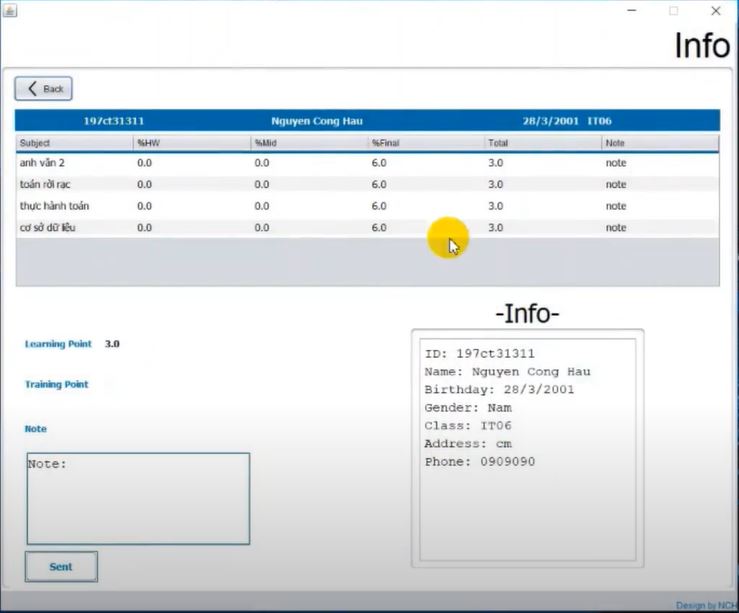 Info
Back
197ct31311 Nguyen Cong Hau 28/3/2001 IT06
Subject %HW %Mid %Final Total Note
anh văn 2 0.0 0.0 6.0 3.0 note
toán rời rạc 0.0 0.0 6.0 3.0 note
thực hành toán 0.0 0.0 6.0 3.0 note
cơ sở dữ liệu 0.0 0.0 6.0 3.0 note
-Info-
Learning Point 3.0
Training Point
Note
Note:
Sent
ID: 197ct31311
Name: Nguyen Cong Hau
Birthday: 28/3/2001
Gender: Nam
Class: IT06
Address: cm
Phone: 0909090
Design by NCH